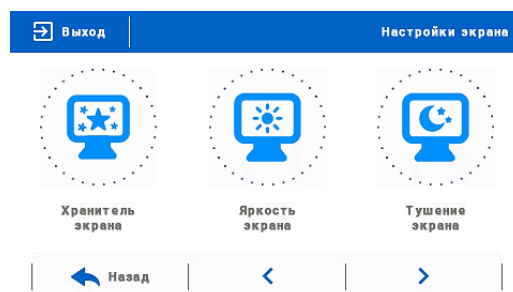 Выход
Настройки экрана
Хранитель
экрана
Яркость
экрана
Тушение
экрана
Назад